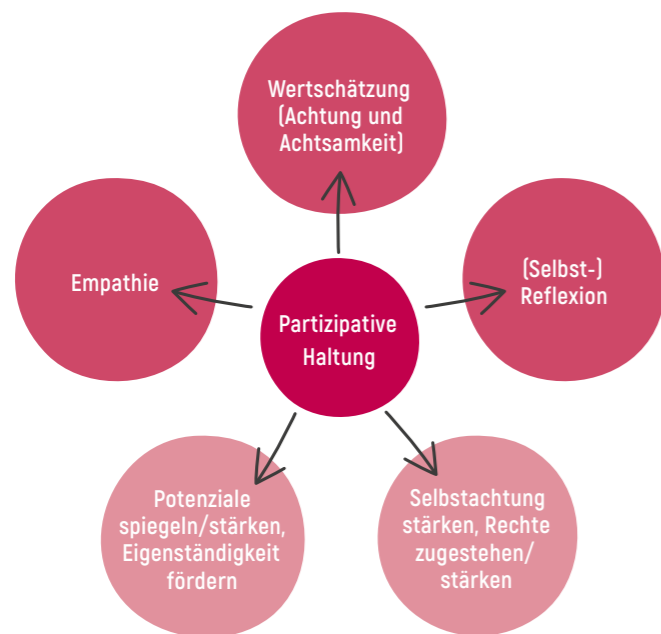 Wertschätzung
(Achtung und
Achtsamkeit)
Empathie
(Selbst-)
Reflexion
Partizipative
Haltung
Potenziale
spiegeln/stärken,
Eigenständigkeit
fördern
Selbstachtung
stärken, Rechte
zugestehen/
stärken